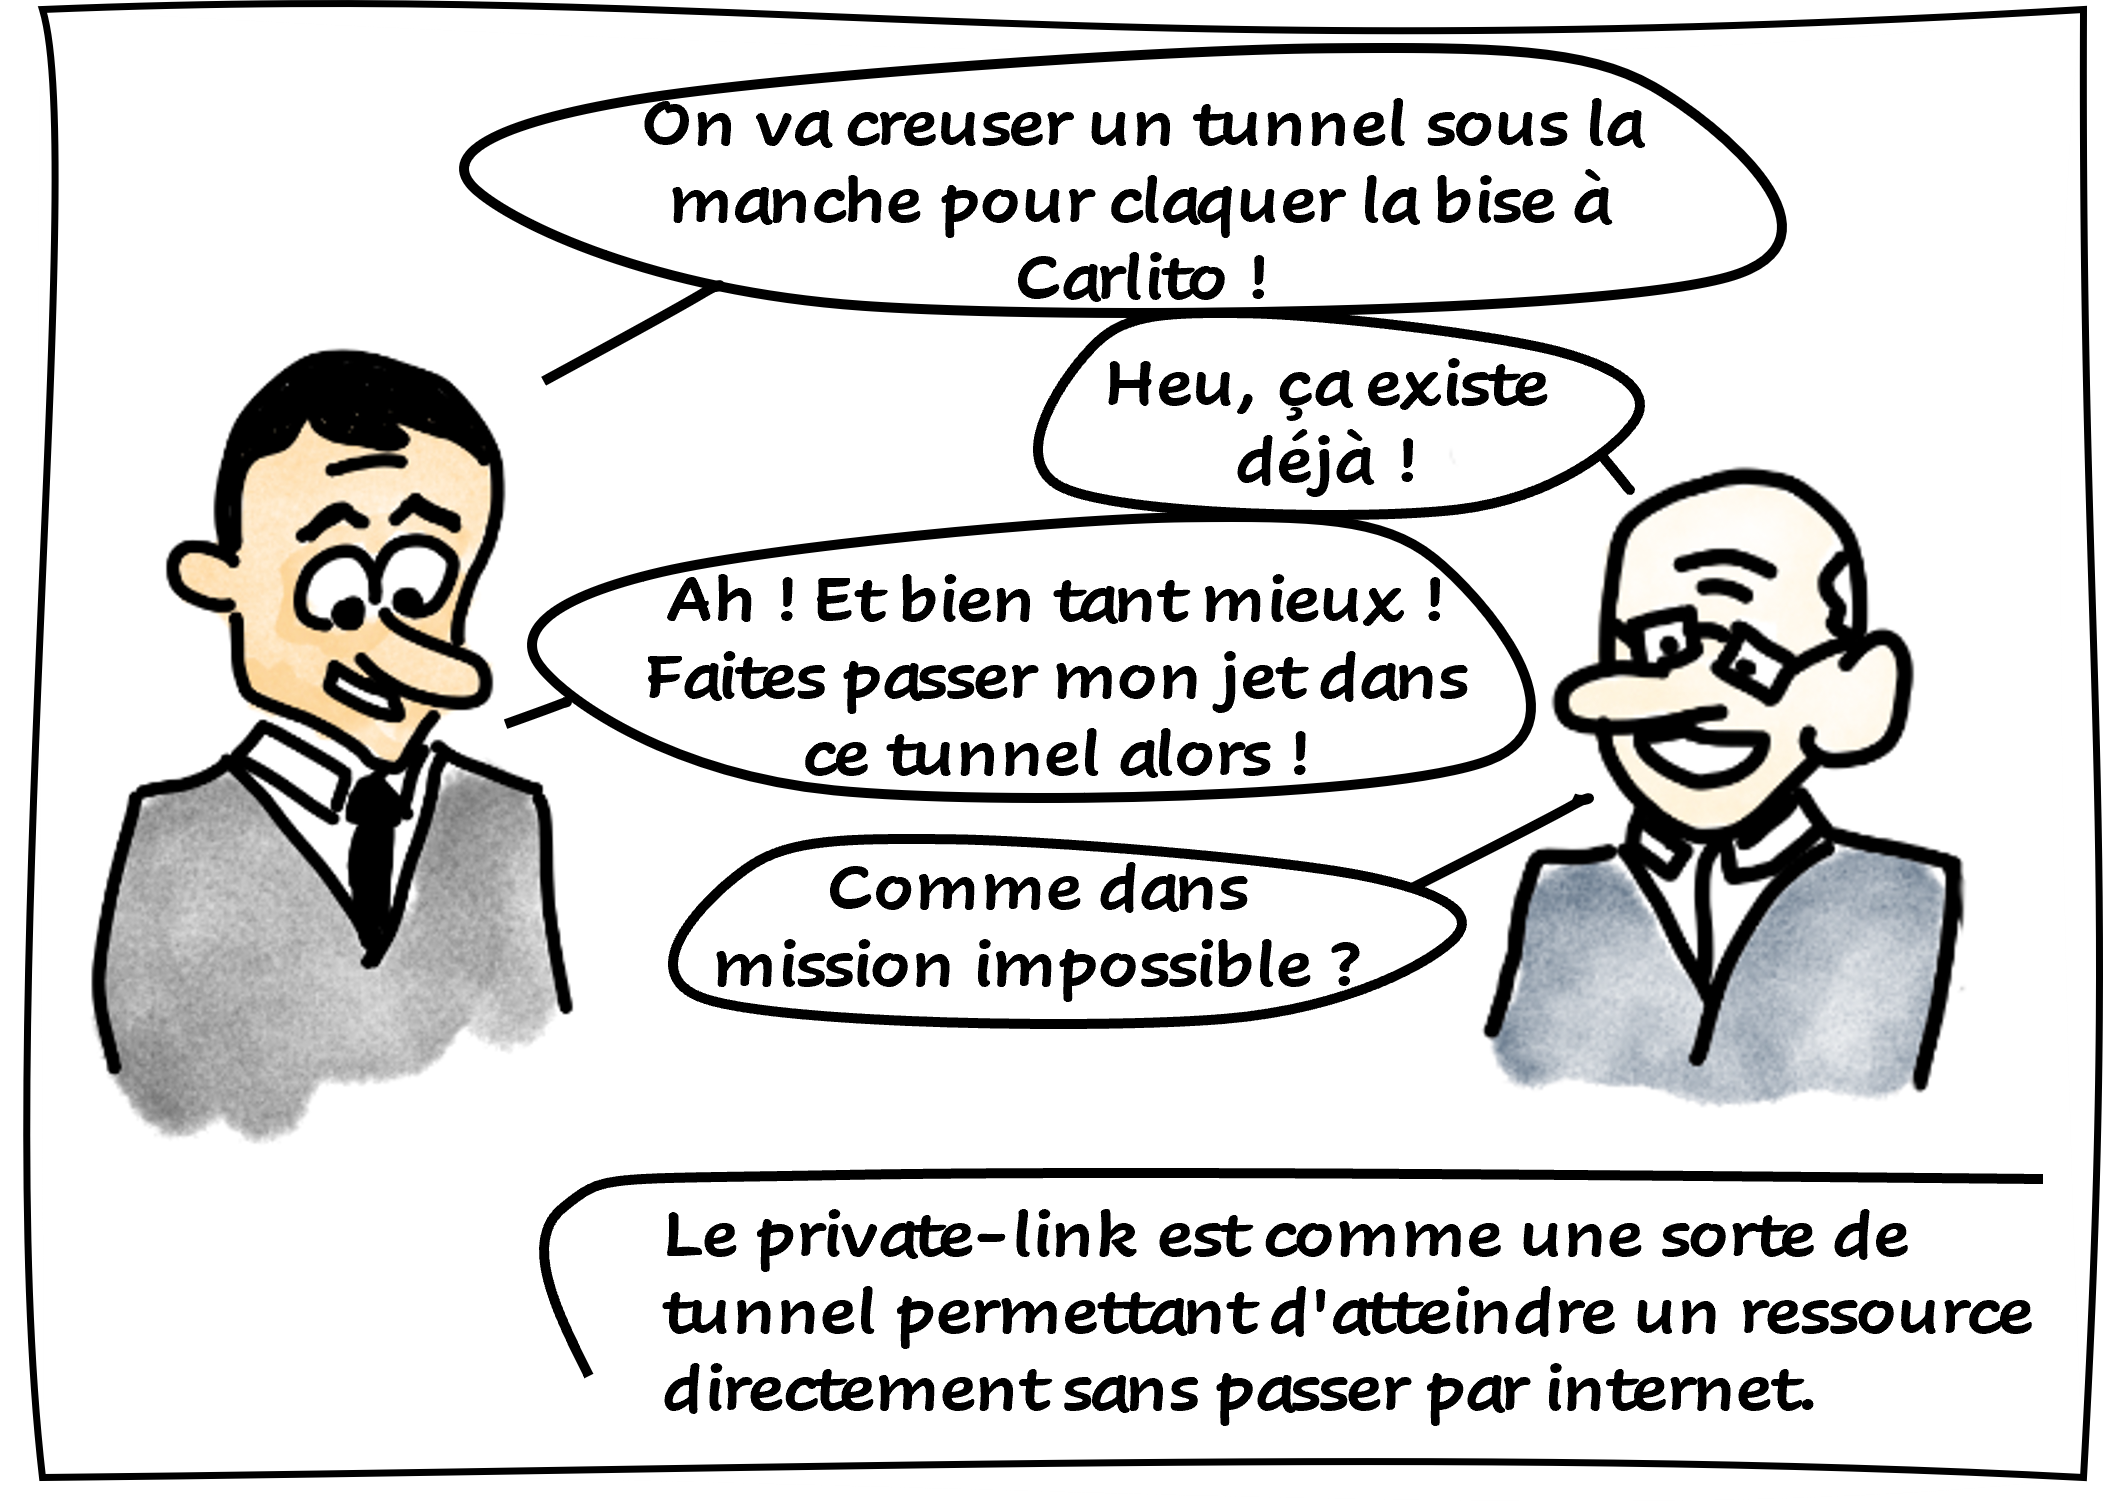 On va creuser un tunnel sous la
manche pour claquer la bise à
Carlito !
Heu, ça existe
déjà !
Ah ! Et bien tant mieux !
Faites passer mon jet dans
ce tunnel alors !
Comme dans
mission impossible ?
Le private-link est comme une sorte de
tunnel permettant d'atteindre un ressource
directement sans passer par internet.